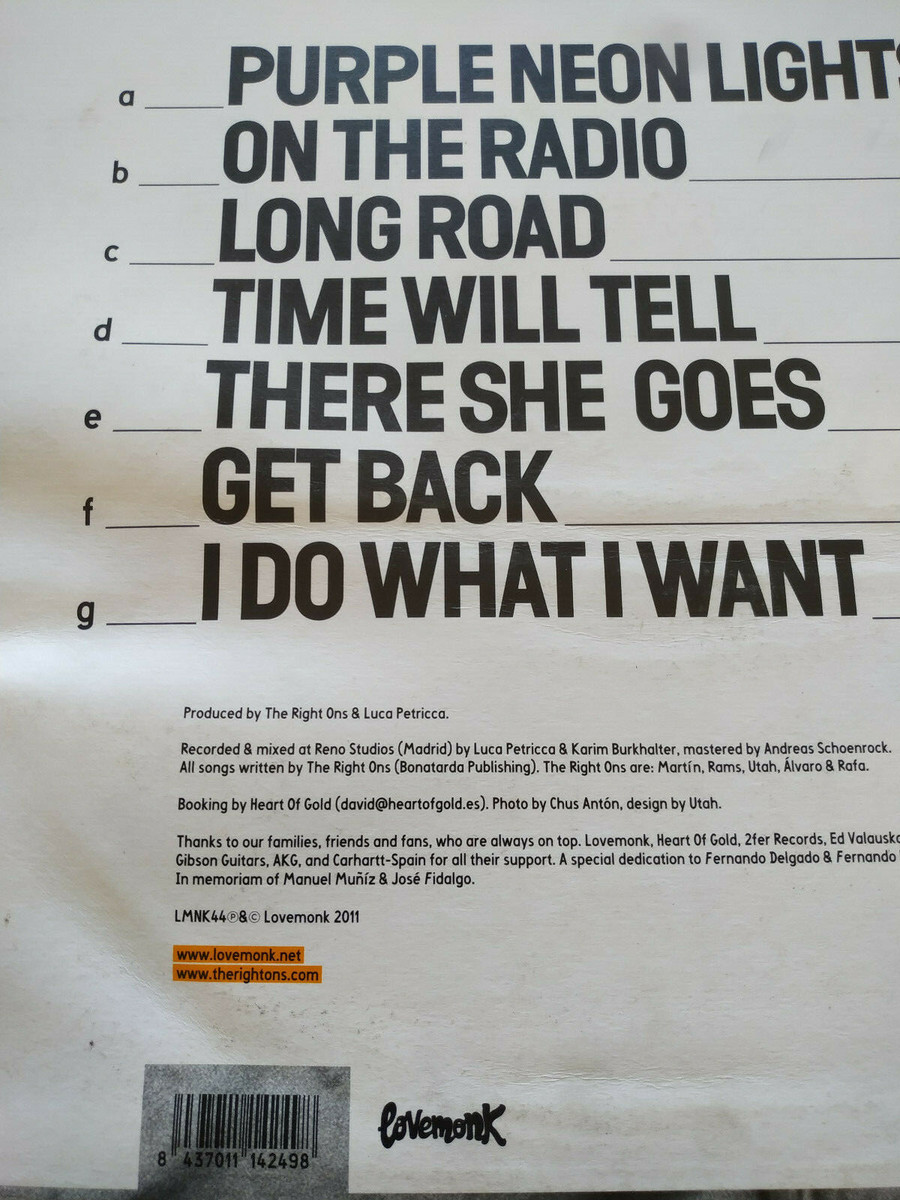 a PURPLE NEON LIGHTS
b ON THE RADIO
c LONG ROAD
d TIME WILL TELL
e THERE SHE GOES
f GET BACK
g I DO WHAT I WANT
Produced by The Right Ons & Luca Petricca.
Recorded & mixed at Reno Studios (Madrid) by Luca Petricca & Karim Burkhalter, mastered by Andreas Schoenrock.
All songs written by The Right Ons (Bonatarda Publishing). The Right Ons are: Martín, Rams, Utah, Álvaro & Rafa.
Booking by Heart Of Gold (david@heartofgold.es). Photo by Chus Antón, design by Utah.
Thanks to our families, friends and fans, who are always on top. Lovemonk, Heart Of Gold, 2fer Records, Ed
Gibson Guitars, AKG, and Carhartt-Spain for all their support. A special dedication to Fernando Delgado & Fernando
In memoriam of Manuel Muñíz & José Fidalgo.
LMNK44℗&© Lovemonk 2011
www.lovemonk.net
www.therightons.com
8 437011 142498
lovemonk